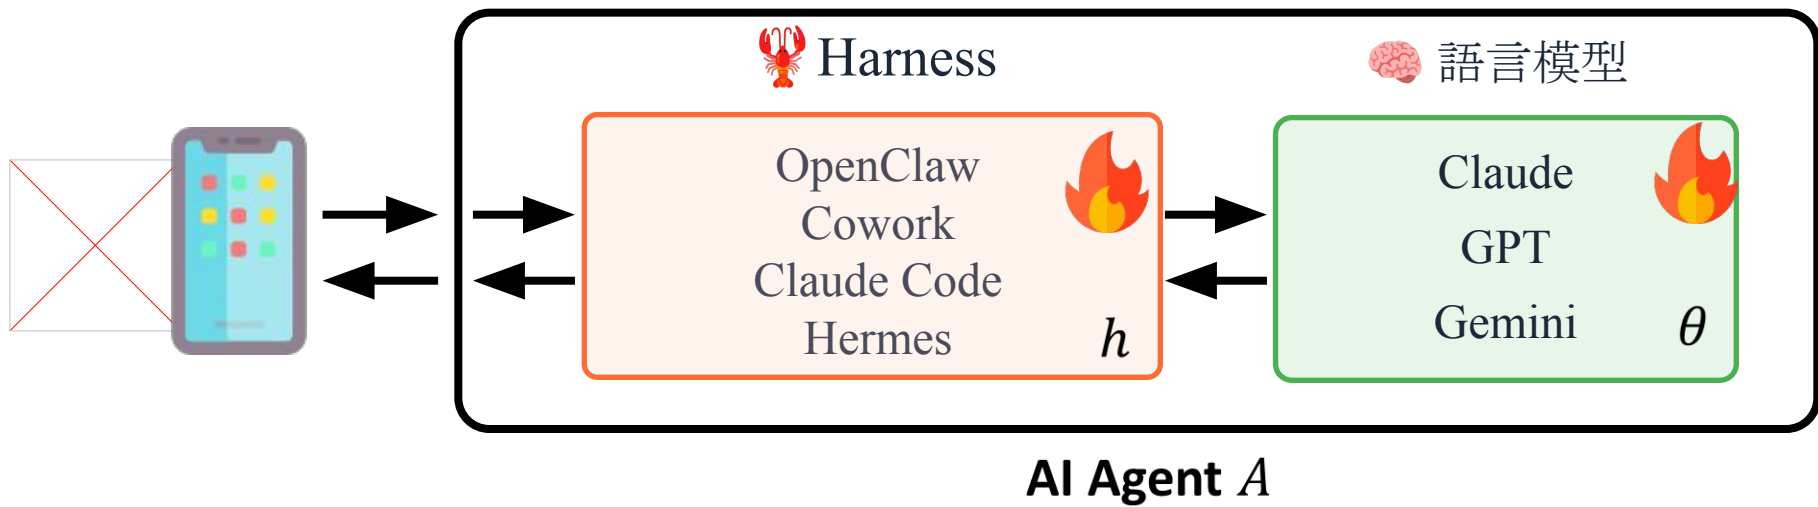 Harness
語言模型
OpenClaw
Cowork
Claude Code
Hermes
h
Claude
GPT
Gemini
θ
AI Agent A